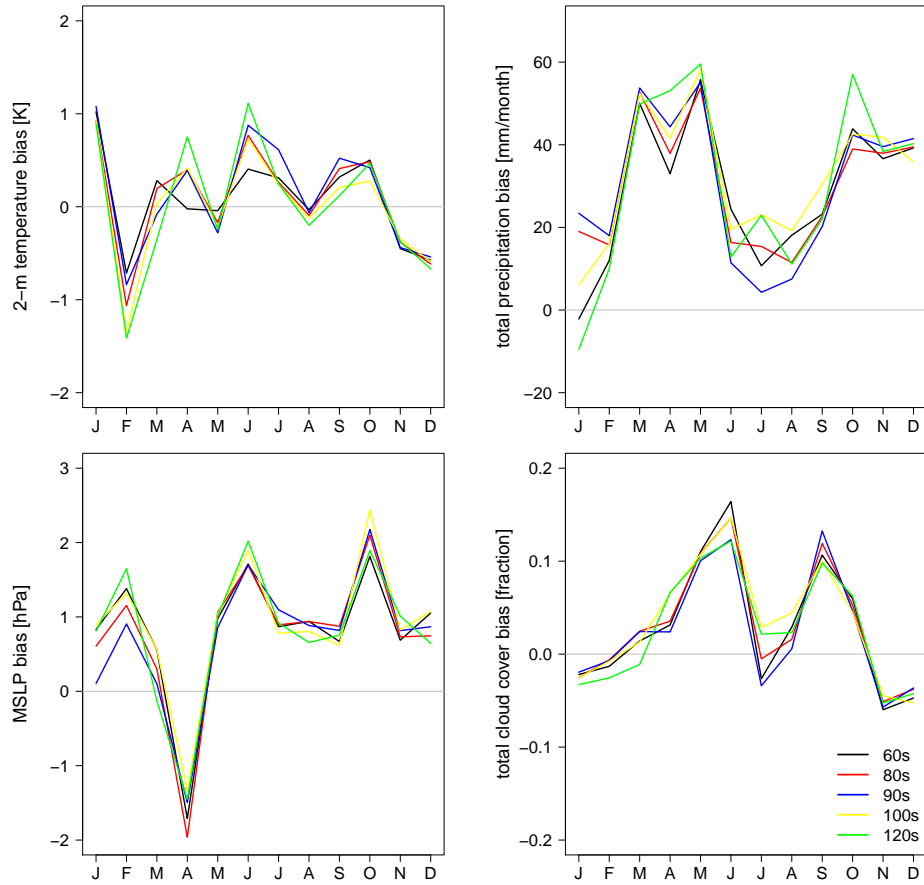 2−m temperature bias [K]
2
1
0
−1
−2
J F M A M J J A S O N D
total precipitation bias [mm/month]
60
40
20
0
−20
J F M A M J J A S O N D
MSLP bias [hPa]
3
2
1
0
−1
−2
J F M A M J J A S O N D
total cloud cover bias [fraction]
0.2
0.1
0.0
−0.1
−0.2
J F M A M J J A S O N D
60s
80s
90s
100s
120s